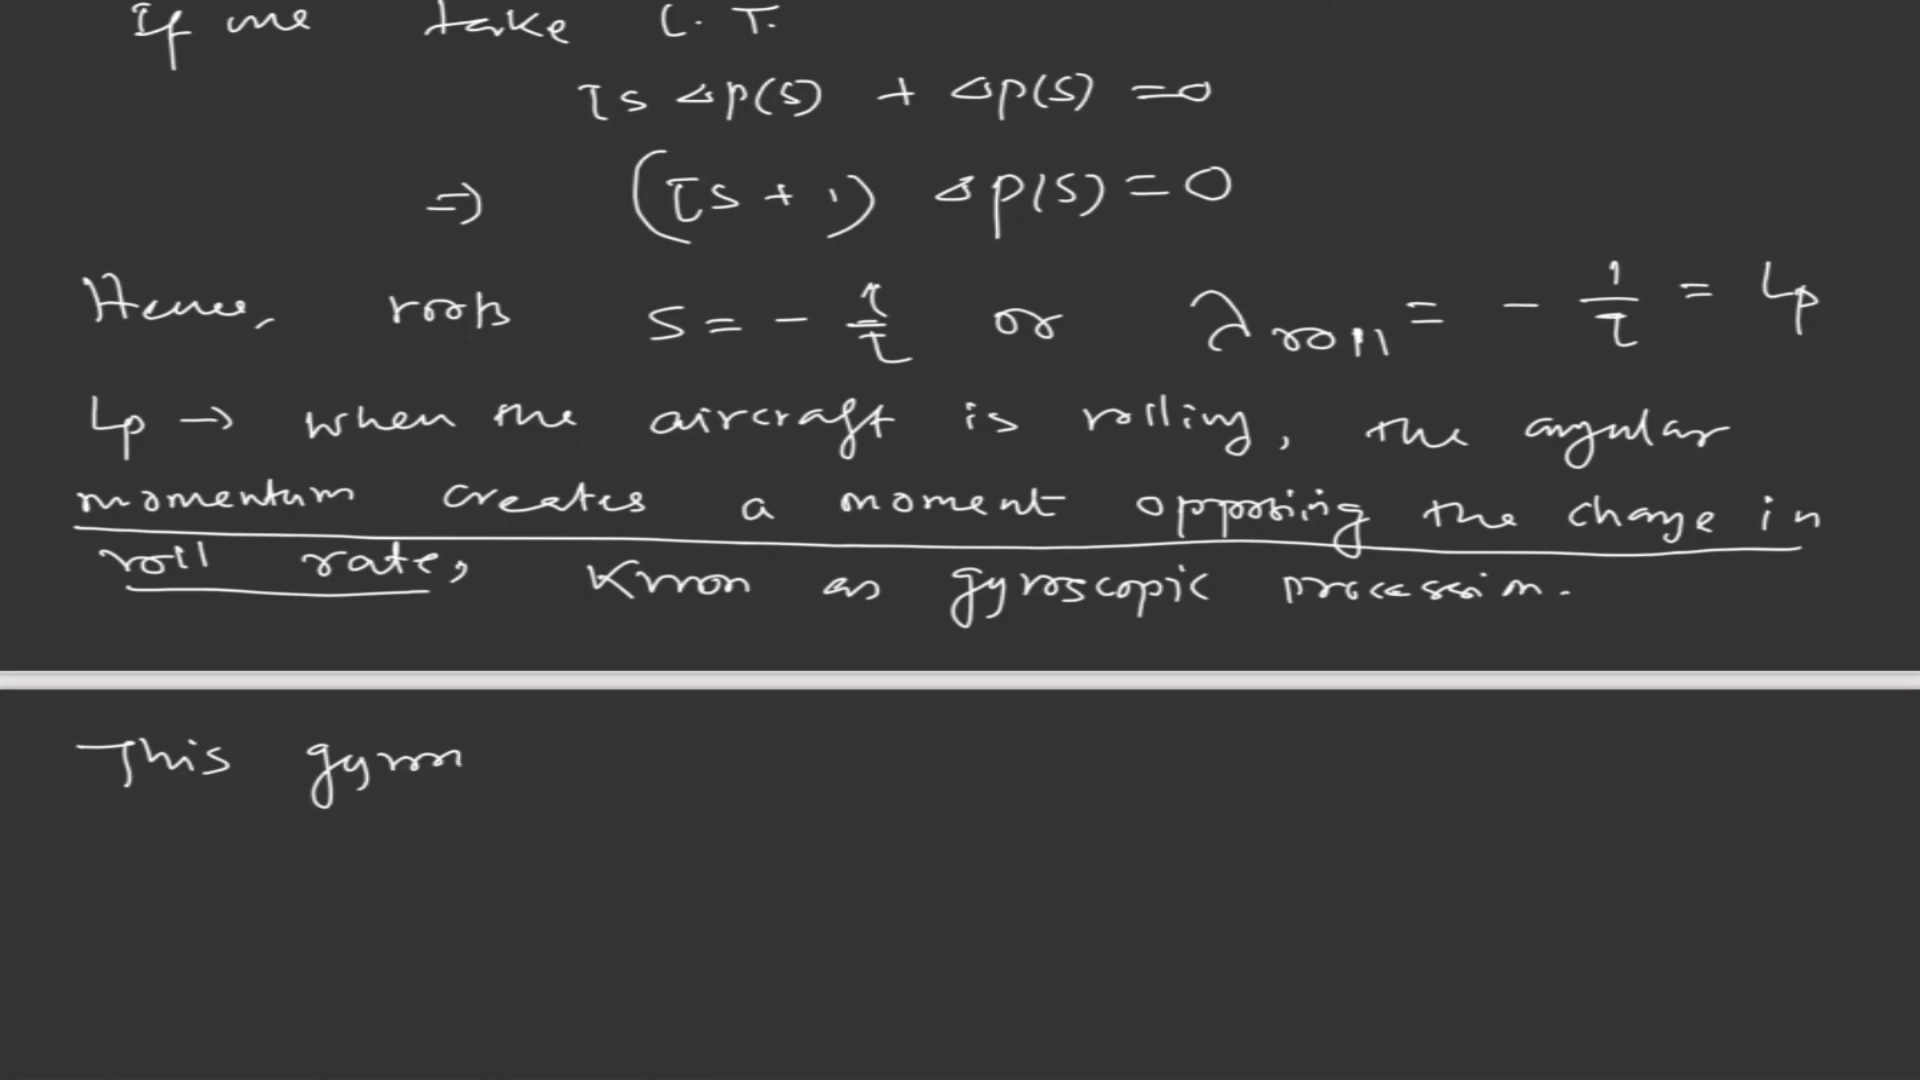 If one take L.T.
τs Δp(s) + Δp(s) = 0
⇒ (τs + 1) Δp(s) = 0
Hence, roots s = - 1/τ or λroll = - 1/τ = Lp
Lp → when the aircraft is rolling, the angular
momentum creates a moment opposing the change in
roll rate, known as gyroscopic precession.
This gyro